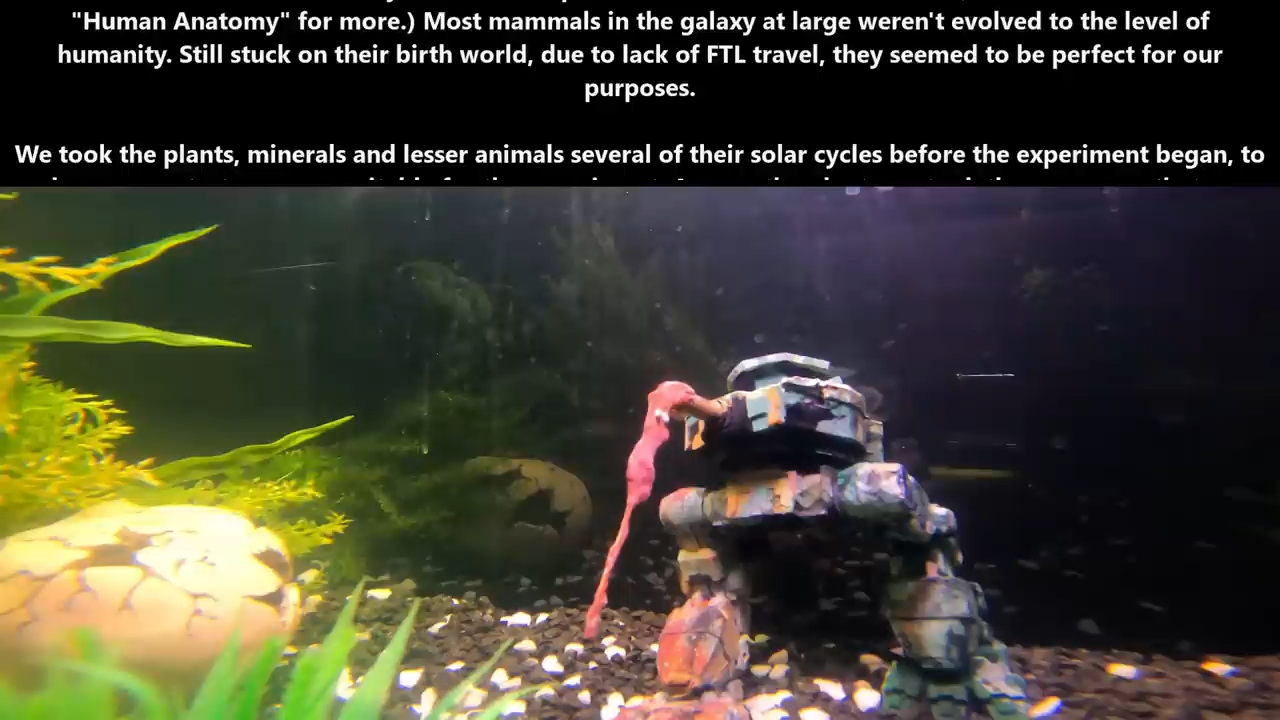 "Human Anatomy" for more.) Most mammals in the galaxy at large weren't evolved to the level of
humanity. Still stuck on their birth world, due to lack of FTL travel, they seemed to be perfect for our
purposes.
We took the plants, minerals and lesser animals several of their solar cycles before the experiment began, to